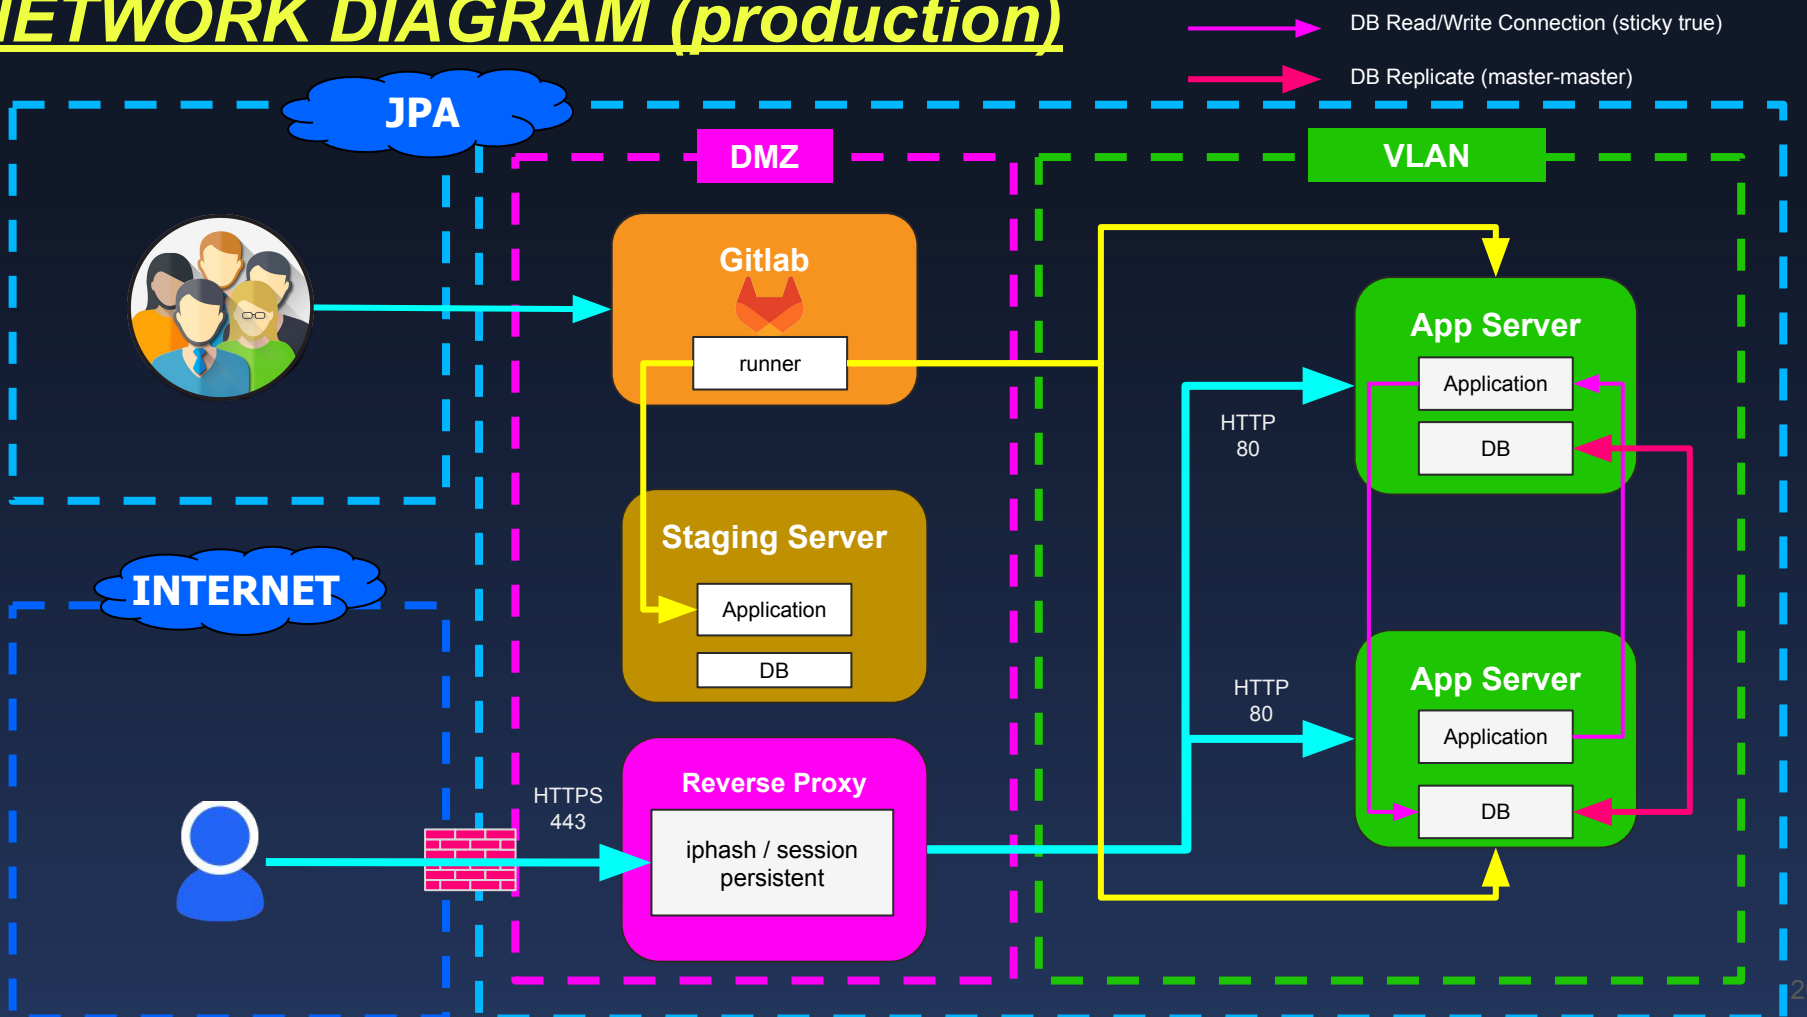 NETWORK DIAGRAM (production)
DB Read/Write Connection (sticky true)
DB Replicate (master-master)
JPA
DMZ
VLAN
Gitlab
runner
App Server
Application
DB
HTTP
80
Staging Server
Application
DB
INTERNET
HTTP
80
App Server
Application
DB
Reverse Proxy
HTTPS
443
iphash / session
persistent
2